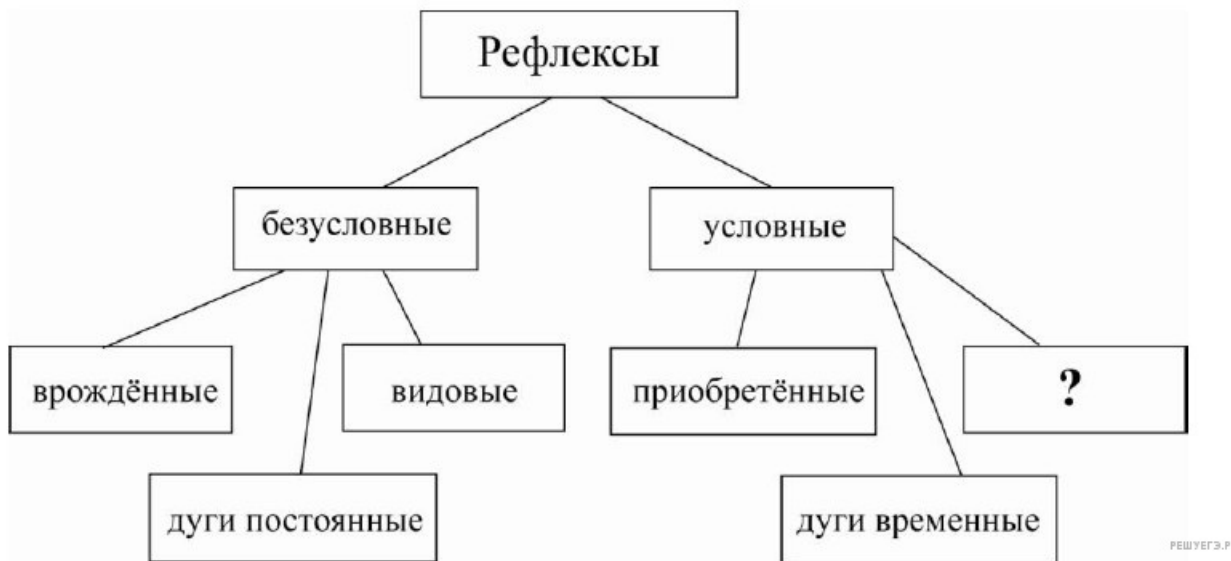 Рефлексы
безусловные
условные
врождённые
видовые
приобретённые
?
дуги постоянные
дуги временные
РЕШУЕГЭ.Р